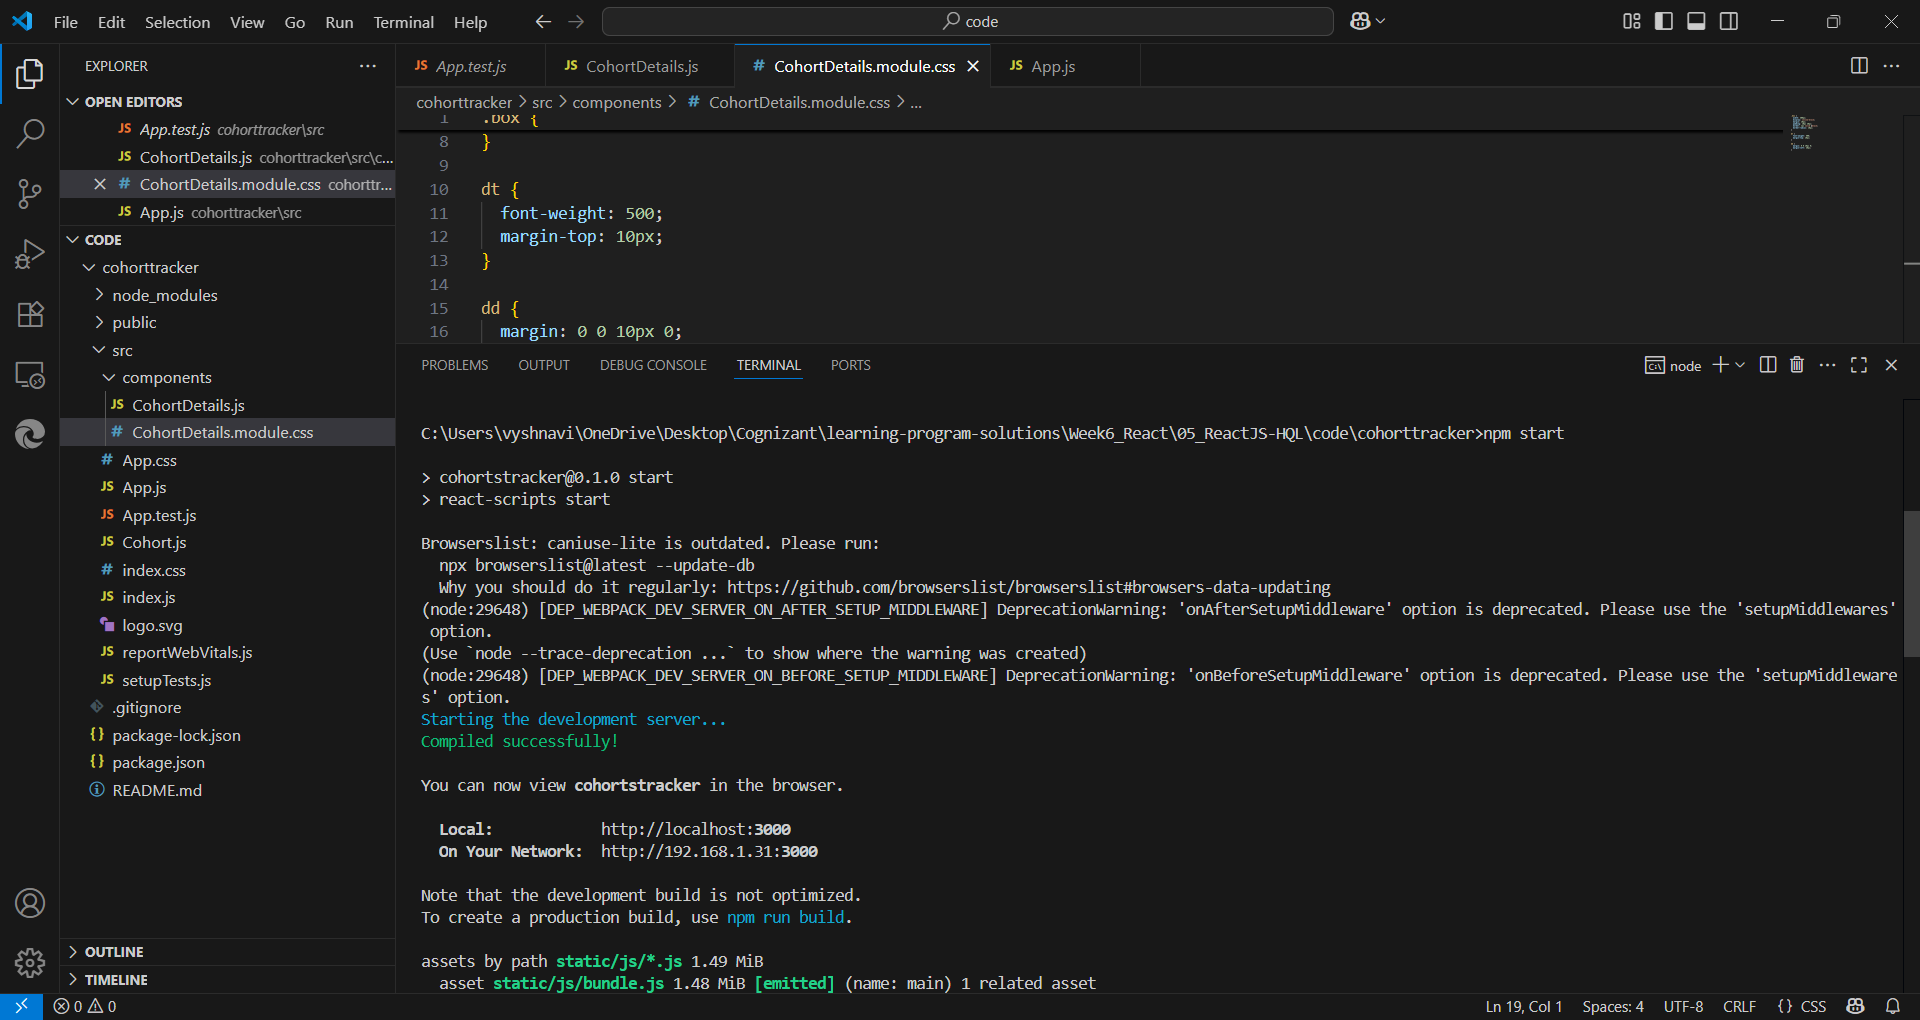 File Edit Selection View Go Run Terminal Help code
EXPLORER
OPEN EDITORS
App.test.js cohorttracker\src
CohortDetails.js cohorttracker\src\c...
CohortDetails.module.css cohorttr...
App.js cohorttracker\src
CODE
cohorttracker
node_modules
public
src
components
JS CohortDetails.js
# CohortDetails.module.css
# App.css
JS App.js
JS App.test.js
JS Cohort.js
# index.css
JS index.js
logo.svg
JS reportWebVitals.js
JS setupTests.js
.gitignore
{} package-lock.json
{} package.json
README.md
OUTLINE
TIMELINE
JS App.test.js JS CohortDetails.js # CohortDetails.module.css JS App.js
cohorttracker > src > components > # CohortDetails.module.css > ...
1 .box {
8 }
9
10 dt {
11 font-weight: 500;
12 margin-top: 10px;
13 }
14
15 dd {
16 margin: 0 0 10px 0;
PROBLEMS OUTPUT DEBUG CONSOLE TERMINAL PORTS node
C:\Users\vyshnavi\OneDrive\Desktop\Cognizant\learning-program-solutions\Week6_React\05_ReactJS-HQL\code\cohorttracker>npm start
> cohortstracker@0.1.0 start
> react-scripts start
Browserslist: caniuse-lite is outdated. Please run:
npx browserslist@latest --update-db
Why you should do it regularly: https://github.com/browserslist/browserslist#browsers-data-updating
(node:29648) [DEP_WEBPACK_DEV_SERVER_ON_AFTER_SETUP_MIDDLEWARE] DeprecationWarning: 'onAfterSetupMiddleware' option is deprecated. Please use the 'setupMiddlewares'
option.
(Use `node --trace-deprecation ...` to show where the warning was created)
(node:29648) [DEP_WEBPACK_DEV_SERVER_ON_BEFORE_SETUP_MIDDLEWARE] DeprecationWarning: 'onBeforeSetupMiddleware' option is deprecated. Please use the 'setupMiddleware
s' option.
Starting the development server...
Compiled successfully!
You can now view cohortstracker in the browser.
Local: http://localhost:3000
On Your Network: http://192.168.1.31:3000
Note that the development build is not optimized.
To create a production build, use npm run build.
assets by path static/js/*.js 1.49 MiB
asset static/js/bundle.js 1.48 MiB [emitted] (name: main) 1 related asset
0 0 Ln 19, Col 1 Spaces: 4 UTF-8 CRLF {} CSS